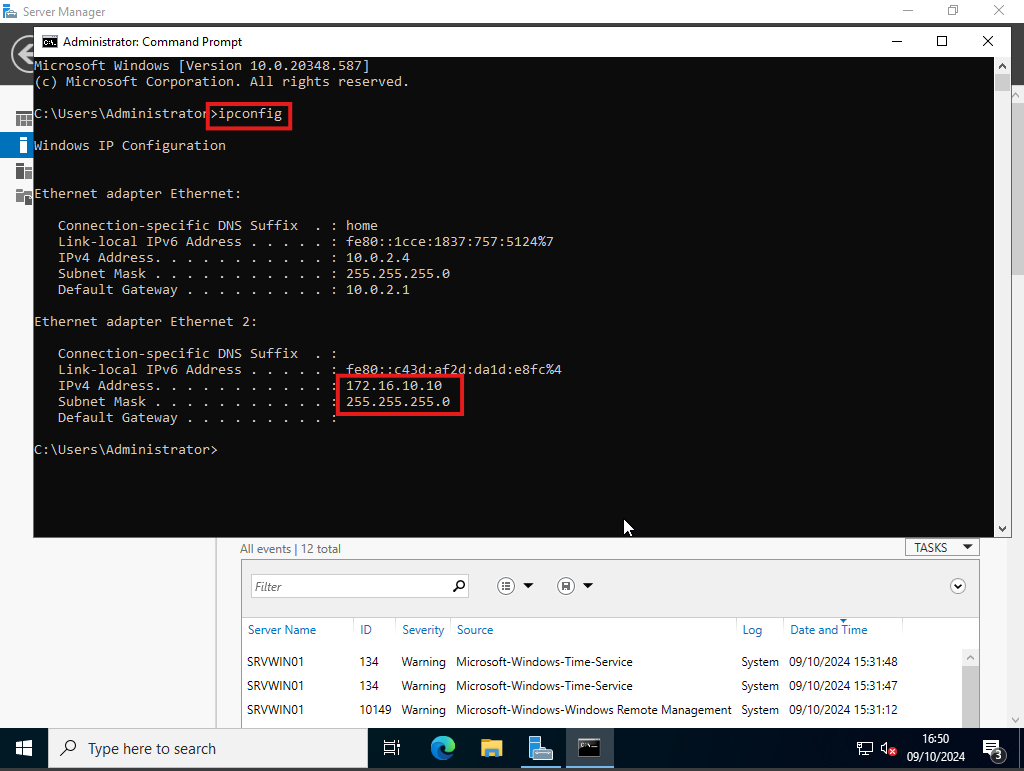 Server Manager
Administrator: Command Prompt
Microsoft Windows [Version 10.0.20348.587]
(c) Microsoft Corporation. All rights reserved.
C:\Users\Administrator>ipconfig
Windows IP Configuration
Ethernet adapter Ethernet:
Connection-specific DNS Suffix  . : home
Link-local IPv6 Address . . . . . : fe80::1cce:1837:757:5124%7
IPv4 Address. . . . . . . . . . . : 10.0.2.4
Subnet Mask . . . . . . . . . . . : 255.255.255.0
Default Gateway . . . . . . . . . : 10.0.2.1
Ethernet adapter Ethernet 2:
Connection-specific DNS Suffix  . :
Link-local IPv6 Address . . . . . : fe80::c43d:af2d:da1d:e8fc%4
IPv4 Address. . . . . . . . . . . : 172.16.10.10
Subnet Mask . . . . . . . . . . . : 255.255.255.0
Default Gateway . . . . . . . . . :
C:\Users\Administrator>
All events | 12 total
TASKS
Filter
Server Name ID Severity Source Log Date and Time
SRVWIN01 134 Warning Microsoft-Windows-Time-Service System 09/10/2024 15:31:48
SRVWIN01 134 Warning Microsoft-Windows-Time-Service System 09/10/2024 15:31:47
SRVWIN01 10149 Warning Microsoft-Windows-Windows Remote Management System 09/10/2024 15:31:12
Type here to search
16:50
09/10/2024
3